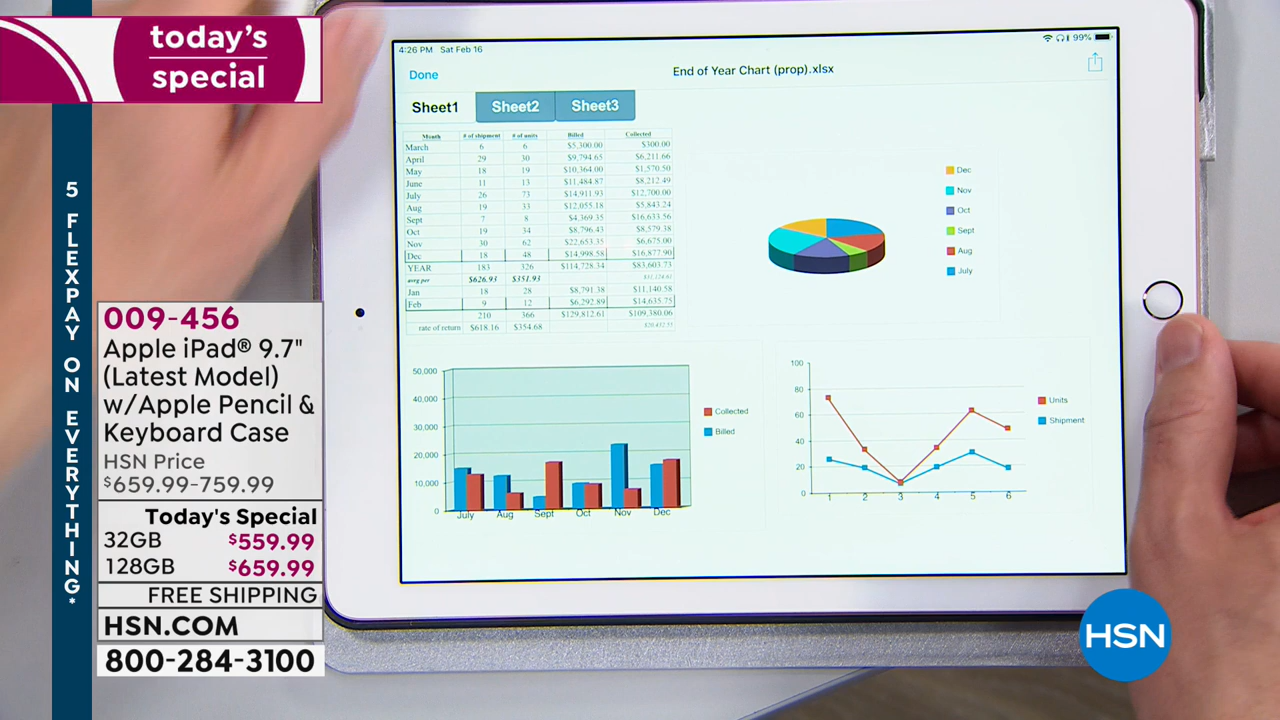 today's
special
5 FLEXPAY ON EVERYTHING*
009-456
Apple iPad® 9.7"
(Latest Model)
w/Apple Pencil &
Keyboard Case
HSN Price
$659.99-759.99
Today's Special
32GB $559.99
128GB $659.99
FREE SHIPPING
HSN.COM
800-284-3100
4:26 PM Sat Feb 16
99%
Done
End of Year Chart (prop).xlsx
Sheet1 Sheet2 Sheet3
Month # of shipment # of units Billed Collected
March 6 6 $5,300.00 $300.00
April 29 30 $9,794.65 $6,211.66
May 18 19 $10,364.00 $1,570.50
June 11 13 $11,484.87 $8,212.49
July 26 73 $14,911.93 $12,700.00
Aug 19 33 $12,055.18 $5,843.24
Sept 7 8 $4,369.35 $16,633.56
Oct 19 34 $8,796.43 $8,579.38
Nov 30 62 $22,653.35 $6,675.00
Dec 18 48 $14,998.58 $16,877.90
YEAR 183 326 $114,728.34 $83,603.73
avrg per $626.93 $351.93
Jan 18 28 $8,791.38 $11,140.58
Feb 9 12 $6,292.89 $14,635.75
210 366 $129,812.61 $109,380.06
rate of return $618.16 $354.68
Dec
Nov
Oct
Sept
Aug
July
50,000
40,000
30,000
20,000
10,000
0
July Aug Sept Oct Nov Dec
Collected
Billed
100
80
60
40
20
0
1 2 3 4 5 6
Units
Shipment
HSN